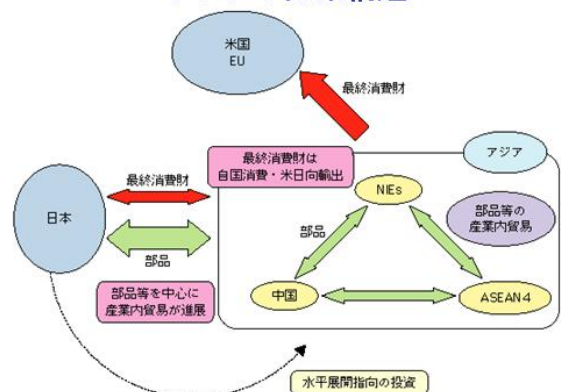 米国
EU
最終消費財
アジア
最終消費財は
自国消費・米日向輸出
NIEs
最終消費財
部品等の
産業内貿易
日本
部品
部品
部品等を中心に
産業内貿易が進展
中国
ASEAN4
水平展開指向の投資